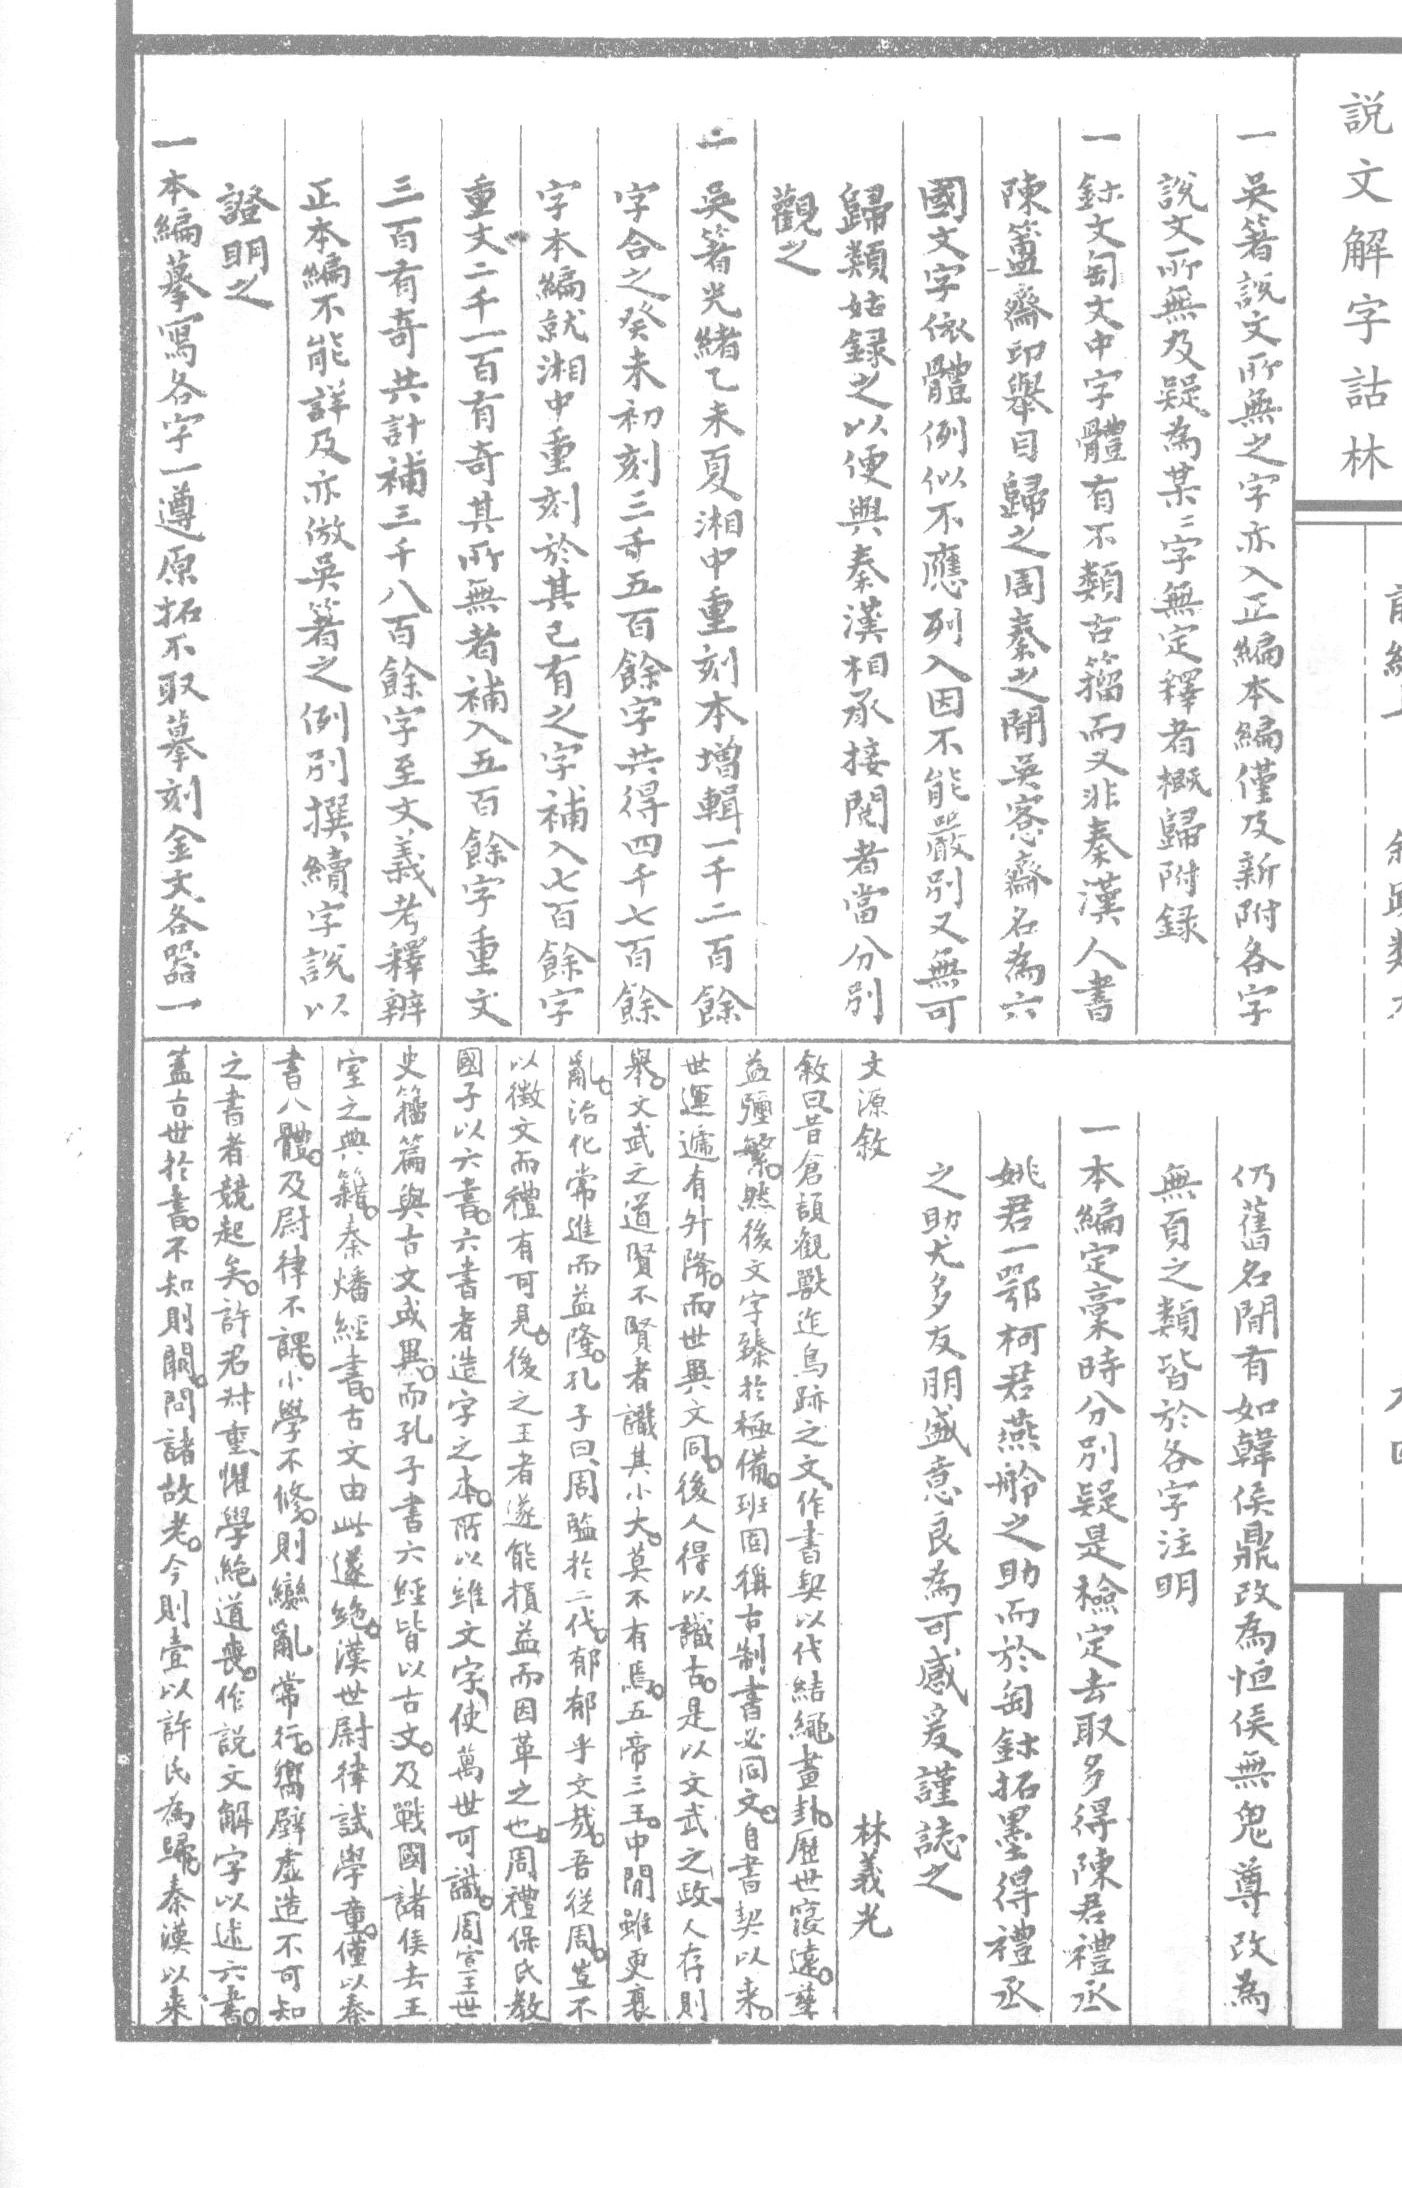 説文解字詁林
一吳箸說文所無之字亦入正編本編僅及新附各字
說文所無及疑為某某字無定釋者概歸附錄
一鉥文匋文中字體有不類古籀而又非秦漢人書
陳簠齋印舉目歸之周秦之閒吳愙齋名為六
國文字依體例似不應列入因不能嚴別又無可
歸類姑録之以便與秦漢相承接閱者當分別
觀之
一吳箸光緒乙未夏湘中重刻本增輯一千二百餘
字合之癸未初刻三千五百餘字共得四千七百餘
字本編就湘中重刻於其已有之字補入七百餘字
重文二千一百有奇其所無者補入五百餘字重文
三百有奇共計補三千八百餘字至文義考釋辨
正本編不能詳及亦倣吳箸之例別撰續字說以
證明之
一本編摹寫各字一遵原拓不取摹刻金文各器一
仍舊名閒有如韓侯鼎改為恒侯無鬼尊改為
無頁之類皆於各字注明
一本編定稾時分別疑是檢定去取多得陳君禮丞
姚君一鄂柯君燕舲之助而於匋鉥拓墨得禮丞
之助尤多友朋盛意良為可感爰謹誌之
文源敘 林義光
敘曰昔倉頡觀獸迒鳥跡之文作書契以代結繩畫卦。歷世寖遠。孳
益彌繁。然後文字臻於極備。班固稱古制書必同文。自書契以來。
世運遞有升降。而世異文同。後人得以識古。是以文武之政人存則
舉。文武之道賢不賢者識其小大。莫不有焉。五帝三王。中閒雖更衰
亂。治化常進而益隆。孔子曰周監於二代。郁郁乎文哉。吾從周。豈不
以徵文而禮有可見。後之王者遂能損益而因革之也。周禮保氏教
國子以六書。六書者造字之本。所以維文字使萬世可識。周宣王世
史籀篇與古文或異。而孔子書六經皆以古文。及戰國諸侯去王
室之典籍。秦燔經書。古文由此遂絕。漢世尉律試學童。僅以秦
書八體。及尉律不課。小學不修。則變亂常行。嚮壁虛造不可知
之書者競起矣。許君叔重懼學絕道喪。作說文解字以述六書。
蓋古世於書。不知則闕。問諸故老。今則壹以許氏為歸。秦漢以來